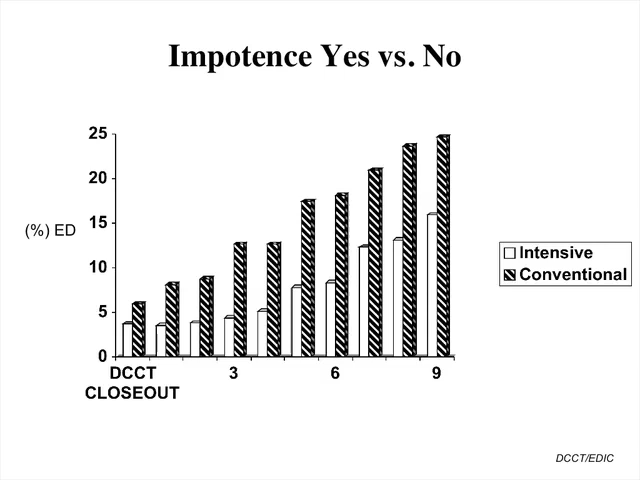 Impotence Yes vs. No
25
20
15
10
5
0
(%) ED
DCCT
CLOSEOUT
3
6
9
Intensive
Conventional
DCCT/EDIC